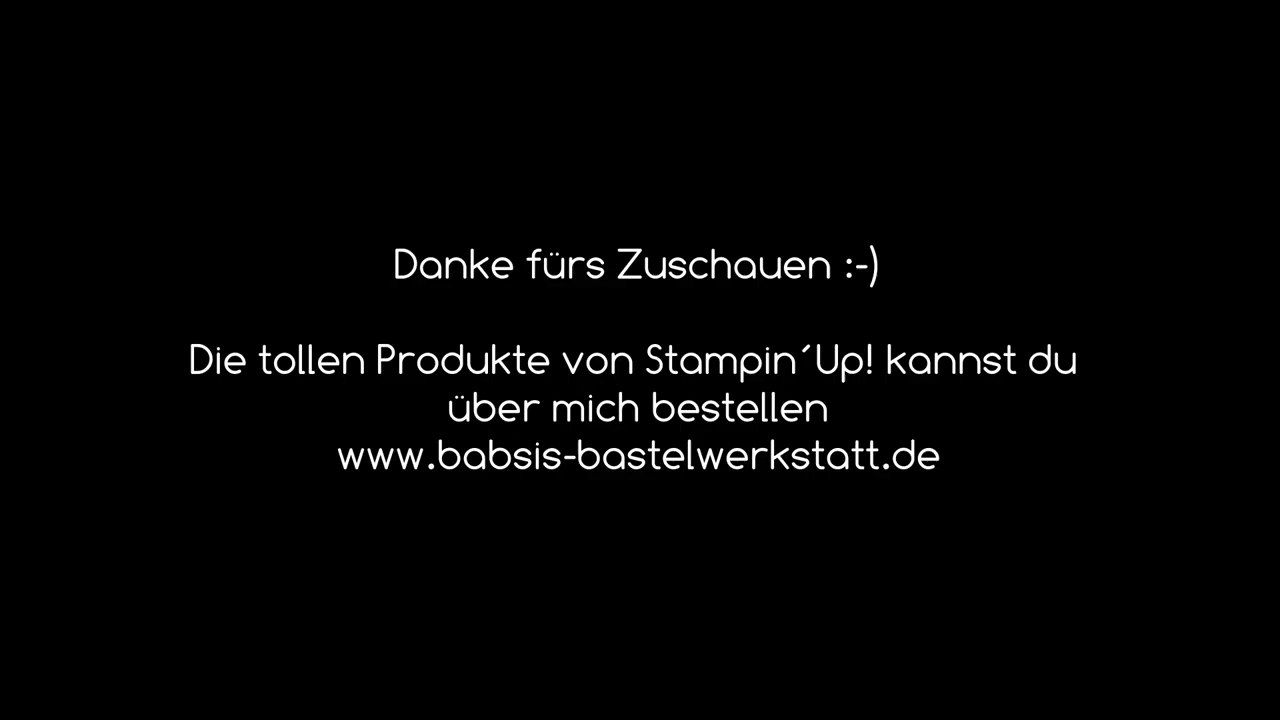 Danke fürs Zuschauen :-)
Die tollen Produkte von Stampin´Up! kannst du
über mich bestellen
www.babsis-bastelwerkstatt.de